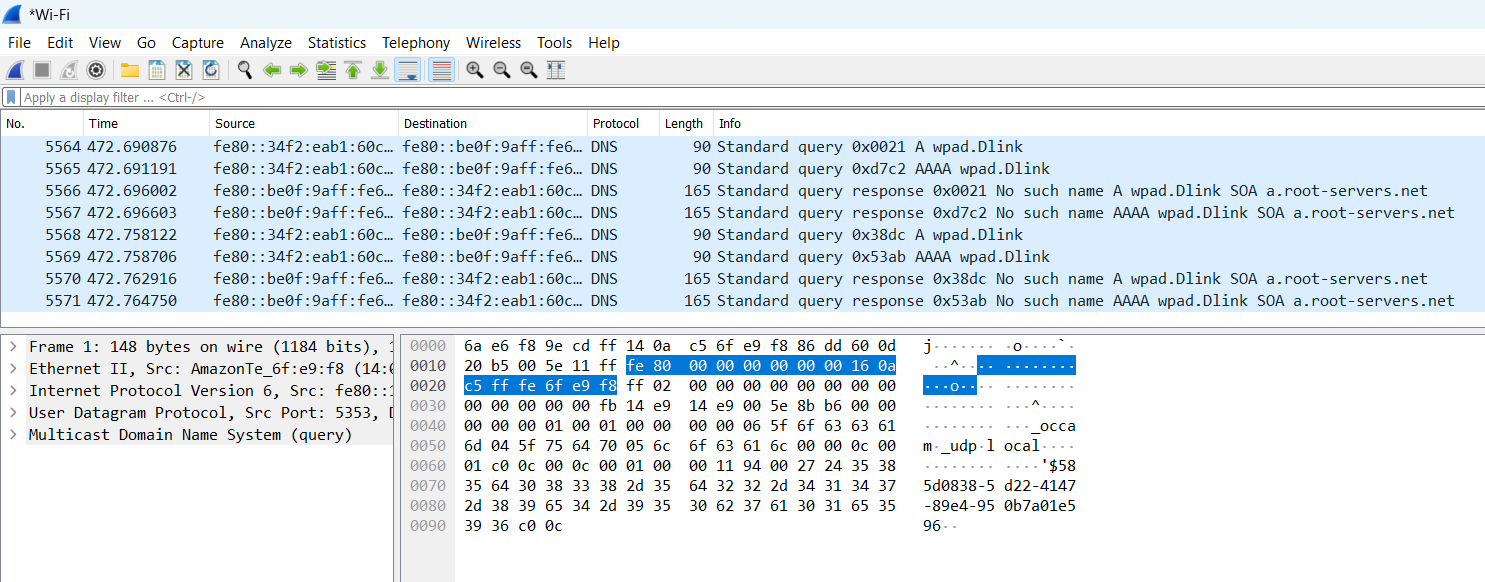 *Wi-Fi
File Edit View Go Capture Analyze Statistics Telephony Wireless Tools Help
Apply a display filter ... <Ctrl-/>
No. Time Source Destination Protocol Length Info
5564 472.690876 fe80::34f2:eab1:60c… fe80::be0f:9aff:fe6… DNS 90 Standard query 0x0021 A wpad.Dlink
5565 472.691191 fe80::34f2:eab1:60c… fe80::be0f:9aff:fe6… DNS 90 Standard query 0xd7c2 AAAA wpad.Dlink
5566 472.696002 fe80::be0f:9aff:fe6… fe80::34f2:eab1:60c… DNS 165 Standard query response 0x0021 No such name A wpad.Dlink SOA a.root-servers.net
5567 472.696603 fe80::be0f:9aff:fe6… fe80::34f2:eab1:60c… DNS 165 Standard query response 0xd7c2 No such name AAAA wpad.Dlink SOA a.root-servers.net
5568 472.758122 fe80::34f2:eab1:60c… fe80::be0f:9aff:fe6… DNS 90 Standard query 0x38dc A wpad.Dlink
5569 472.758706 fe80::34f2:eab1:60c… fe80::be0f:9aff:fe6… DNS 90 Standard query 0x53ab AAAA wpad.Dlink
5570 472.762916 fe80::be0f:9aff:fe6… fe80::34f2:eab1:60c… DNS 165 Standard query response 0x38dc No such name A wpad.Dlink SOA a.root-servers.net
5571 472.764750 fe80::be0f:9aff:fe6… fe80::34f2:eab1:60c… DNS 165 Standard query response 0x53ab No such name AAAA wpad.Dlink SOA a.root-servers.net
Frame 1: 148 bytes on wire (1184 bits), 1
Ethernet II, Src: AmazonTe_6f:e9:f8 (14:0
Internet Protocol Version 6, Src: fe80::1
User Datagram Protocol, Src Port: 5353, D
Multicast Domain Name System (query)
0000 6a e6 f8 9e cd ff 14 0a c5 6f e9 f8 86 dd 60 0d j·······  ·o····`·
0010 20 b5 00 5e 11 ff fe 80 00 00 00 00 00 00 16 0a  ··^····  ········
0020 c5 ff fe 6f e9 f8 ff 02 00 00 00 00 00 00 00 00 ···o····  ········
0030 00 00 00 00 00 fb 14 e9 14 e9 00 5e 8b b6 00 00 ········  ···^····
0040 00 00 00 01 00 01 00 00 00 00 06 5f 6f 63 63 61 ········  ···_occa
0050 6d 04 5f 75 64 70 05 6c 6f 63 61 6c 00 00 0c 00 m·_udp·l  ocal····
0060 01 c0 0c 00 0c 00 01 00 00 11 94 00 27 24 35 38 ········  ····'$58
0070 35 64 30 38 33 38 2d 35 64 32 32 2d 34 31 34 37 5d0838-5  d22-4147
0080 2d 38 39 65 34 2d 39 35 30 62 37 61 30 31 65 35 -89e4-95  0b7a01e5
0090 39 36 c0 0c 96··